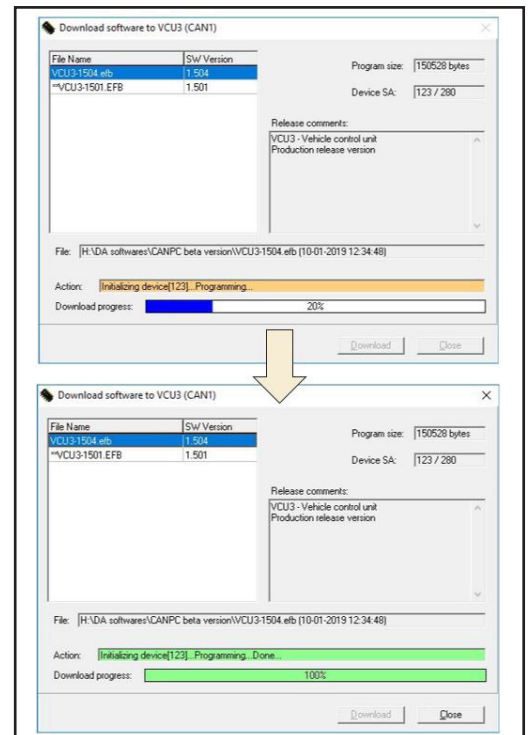 Download software to VCU3 (CAN1)
File Name SW Version
VCU3-1504.efb 1.504
**VCU3-1501.EFB 1.501
Program size: 150528 bytes
Device SA: 123 / 280
Release comments:
VCU3 - Vehicle control unit
Production release version
File: H:\DA softwares\CANPC beta version\VCU3-1504.efb (10-01-2019 12:34:48)
Action: Initializing device[123]...Programming...
Download progress: 20%
Download Close
Download software to VCU3 (CAN1)
File Name SW Version
VCU3-1504.efb 1.504
**VCU3-1501.EFB 1.501
Program size: 150528 bytes
Device SA: 123 / 280
Release comments:
VCU3 - Vehicle control unit
Production release version
File: H:\DA softwares\CANPC beta version\VCU3-1504.efb (10-01-2019 12:34:48)
Action: Initializing device[123]...Programming...Done...
Download progress: 100%
Download Close